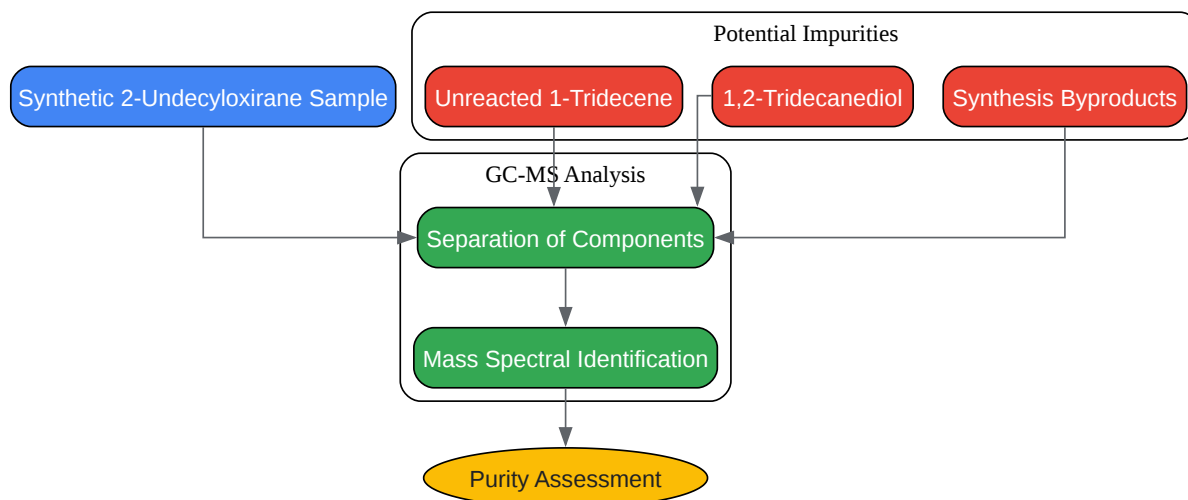 Potential Impurities
Synthetic 2-Undecyloxirane Sample
Unreacted 1-Tridecene
1,2-Tridecanediol
Synthesis Byproducts
GC-MS Analysis
Separation of Components
Mass Spectral Identification
Purity Assessment